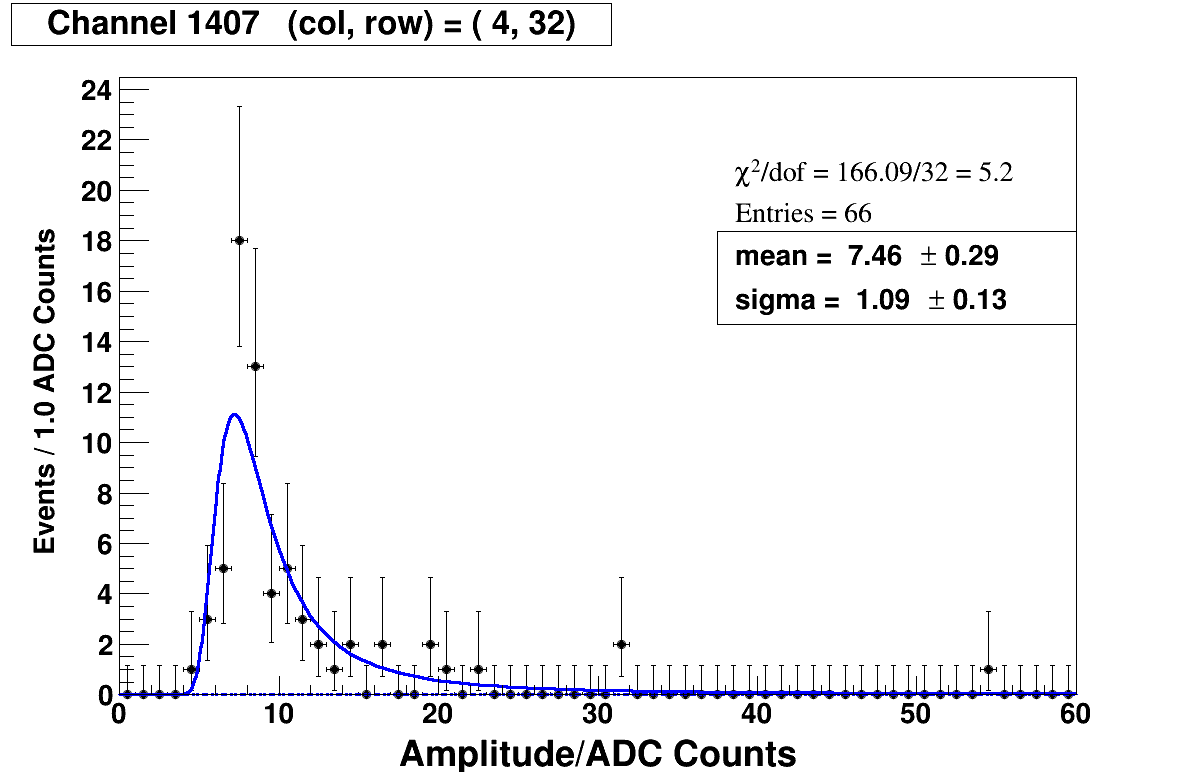 Channel 1407 (col, row) = ( 4, 32)
24
22
20
18
16
14
12
10
8
6
4
2
0
Events / 1.0 ADC Counts
χ²/dof = 166.09/32 = 5.2
Entries = 66
mean = 7.46 ± 0.29
sigma = 1.09 ± 0.13
0 10 20 30 40 50 60
Amplitude/ADC Counts